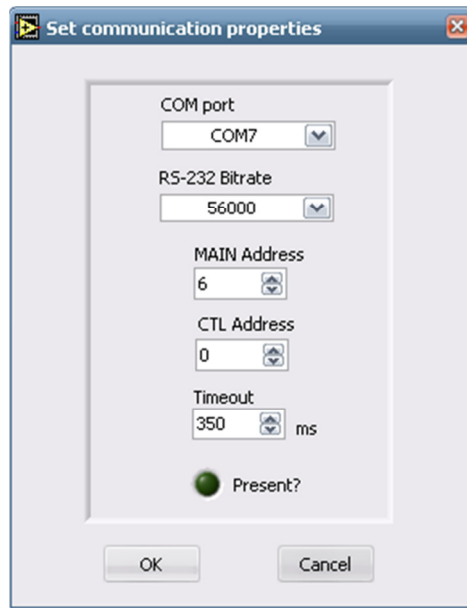 Set communication properties
COM port
COM7
RS-232 Bitrate
56000
MAIN Address
6
CTL Address
0
Timeout
350 ms
Present?
OK Cancel